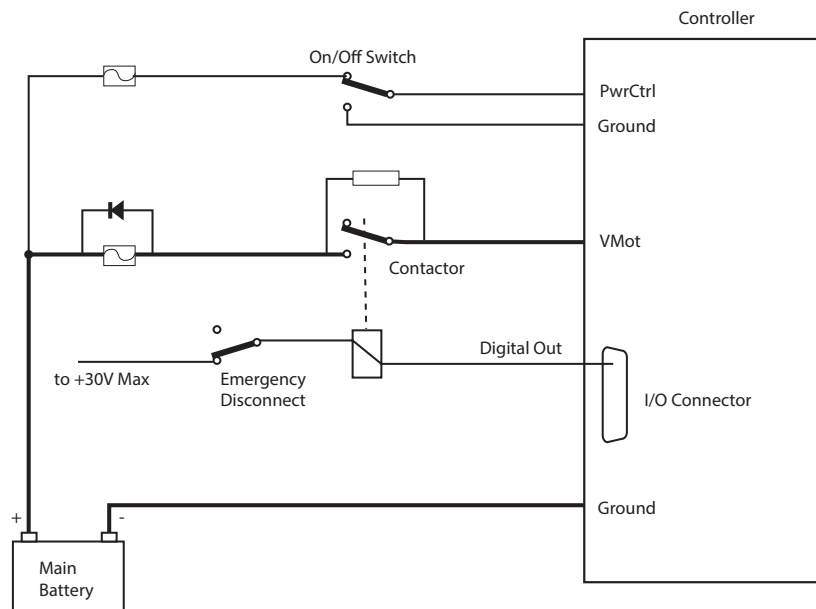 Controller
On/Off Switch
PwrCtrl
Ground
VMot
Contactor
Digital Out
to +30V Max
Emergency
Disconnect
I/O Connector
Ground
+
-
Main
Battery